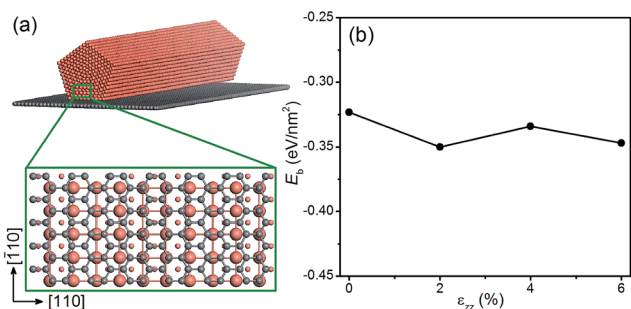 (a)
[1̄10]
[110]
(b)
-0.25
-0.30
-0.35
-0.40
-0.45
E_b (eV/nm²)
0 2 4 6
ε_zz (%)